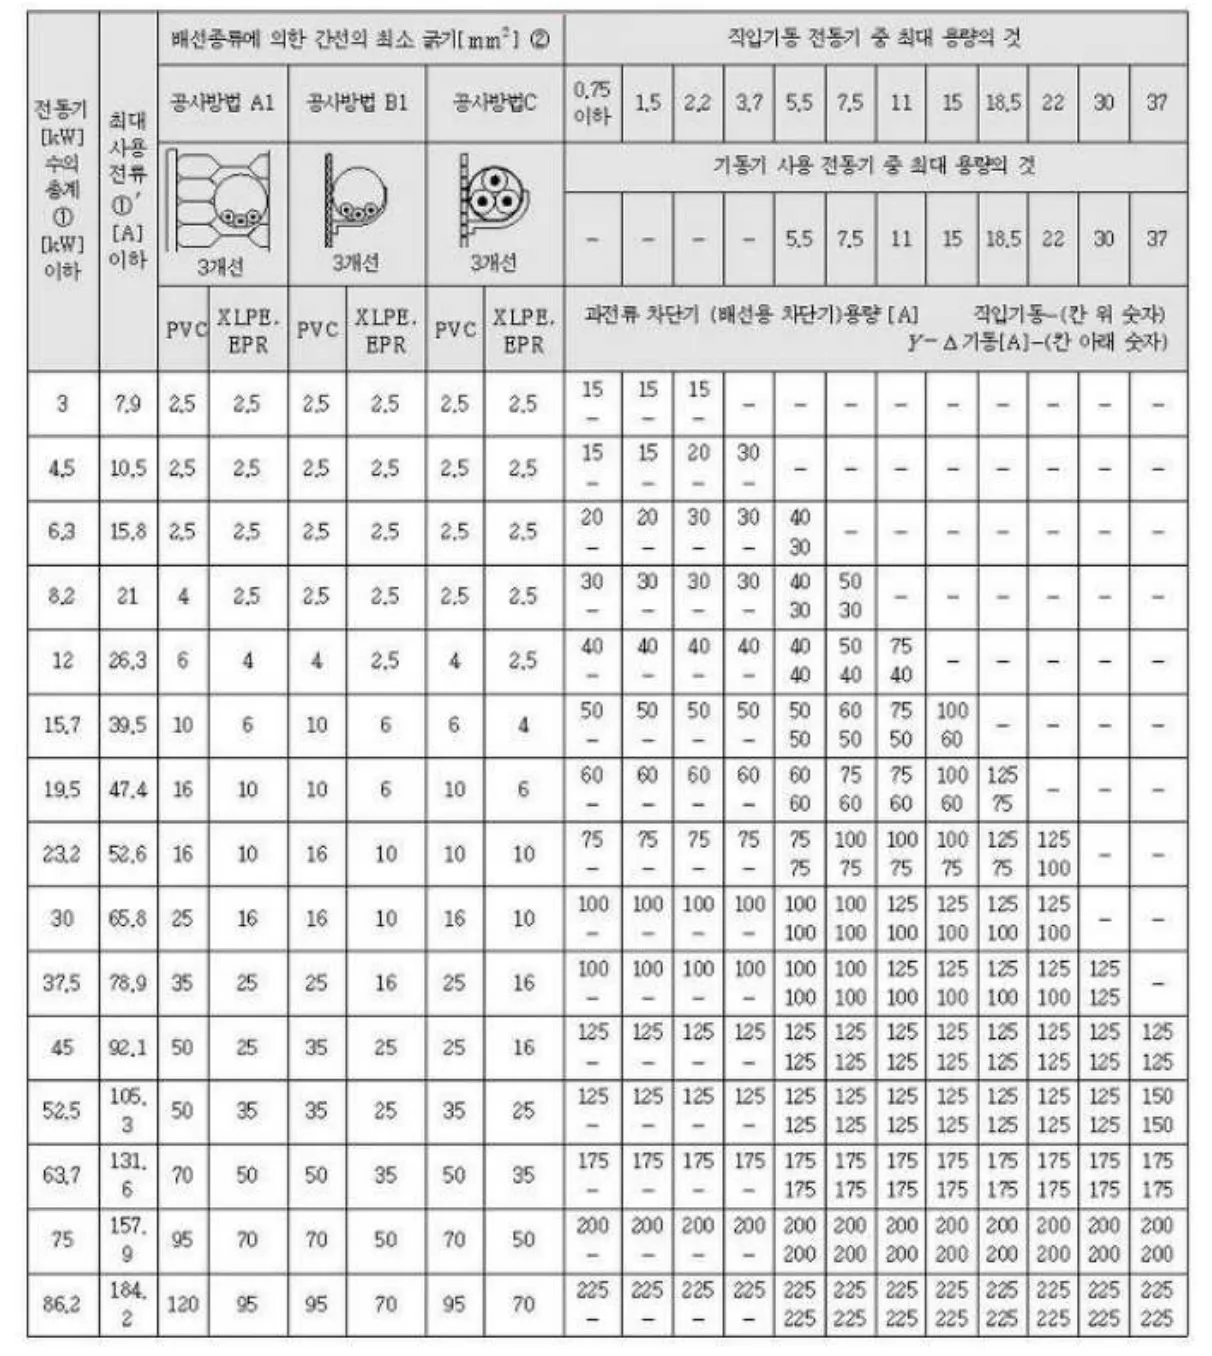 배선종류에 의한 간선의 최소 굵기[mm²] ②
직입기동 전동기 중 최대 용량의 것
전동기
[kW]
수의
총계
①
[kW]
이하
최대
사용
전류
①′
[A]
이하
공사방법 A1 공사방법 B1 공사방법C
0.75
이하 1.5 2.2 3.7 5.5 7.5 11 15 18.5 22 30 37
기동기 사용 전동기 중 최대 용량의 것
- - - - 5.5 7.5 11 15 18.5 22 30 37
3개선 3개선 3개선
PVC XLPE, EPR PVC XLPE, EPR PVC XLPE, EPR
과전류 차단기 (배선용 차단기)용량 [A] 직입기동-(칸 위 숫자)
Y-Δ기동[A]-(칸 아래 숫자)
15 15 15
3 7.9 2.5 2.5 2.5 2.5 2.5 2.5 - - - - - - - - -
- - -
15 15 20 30
4.5 10.5 2.5 2.5 2.5 2.5 2.5 2.5 - - - - - - - -
- - - -
20 20 30 30 40
6.3 15.8 2.5 2.5 2.5 2.5 2.5 2.5 - - - - - - -
- - - - 30
30 30 30 30 40 50
8.2 21 4 2.5 2.5 2.5 2.5 2.5 - - - - - -
- - - - 30 30
40 40 40 40 40 50 75
12 26.3 6 4 4 2.5 4 2.5 - - - - -
- - - - 40 40 40
50 50 50 50 50 60 75 100
15.7 39.5 10 6 10 6 6 4 - - - -
- - - - 50 50 50 60
60 60 60 60 60 75 75 100 125
19.5 47.4 16 10 10 6 10 6 - - -
- - - - 60 60 60 60 75
75 75 75 75 75 100 100 100 125 125
23.2 52.6 16 10 16 10 10 10 - -
- - - - 75 75 75 75 75 100
100 100 100 100 100 100 125 125 125 125
30 65.8 25 16 16 10 16 10 - -
- - - - 100 100 100 100 100 100
100 100 100 100 100 100 125 125 125 125 125
37.5 78.9 35 25 25 16 25 16 -
- - - - 100 100 100 100 100 100 125
125 125 125 125 125 125 125 125 125 125 125 125
45 92.1 50 25 35 25 25 16
- - - - 125 125 125 125 125 125 125 125
125 125 125 125 125 125 125 125 125 125 125 150
52.5 105.3 50 35 35 25 35 25
- - - - 125 125 125 125 125 125 125 150
175 175 175 175 175 175 175 175 175 175 175 175
63.7 131.6 70 50 50 35 50 35
- - - - 175 175 175 175 175 175 175 175
200 200 200 200 200 200 200 200 200 200 200 200
75 157.9 95 70 70 50 70 50
- - - - 200 200 200 200 200 200 200 200
225 225 225 225 225 225 225 225 225 225 225 225
86.2 184.2 120 95 95 70 95 70
- - - - 225 225 225 225 225 225 225 225